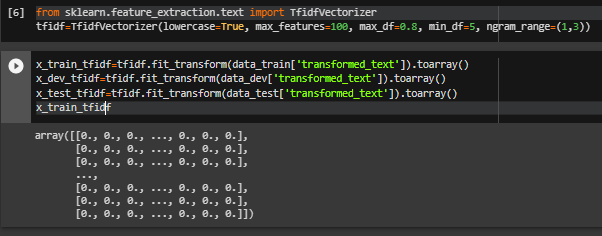 [6] from sklearn.feature_extraction.text import TfidfVectorizer
tfidf=TfidfVectorizer(lowercase=True, max_features=100, max_df=0.8, min_df=5, ngram_range=(1,3))
x_train_tfidf=tfidf.fit_transform(data_train['transformed_text']).toarray()
x_dev_tfidf=tfidf.fit_transform(data_dev['transformed_text']).toarray()
x_test_tfidf=tfidf.fit_transform(data_test['transformed_text']).toarray()
x_train_tfidf
array([[0., 0., 0., ..., 0., 0., 0.],
[0., 0., 0., ..., 0., 0., 0.],
[0., 0., 0., ..., 0., 0., 0.],
...,
[0., 0., 0., ..., 0., 0., 0.],
[0., 0., 0., ..., 0., 0., 0.],
[0., 0., 0., ..., 0., 0., 0.]])